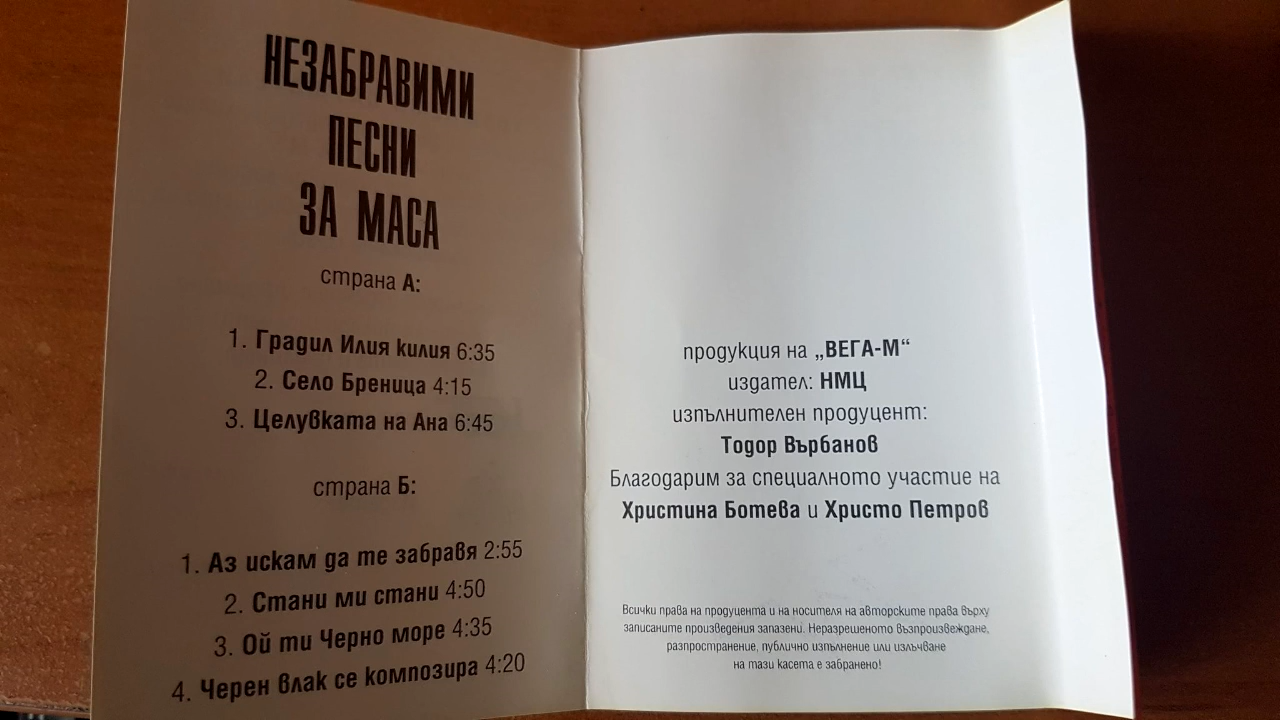 НЕЗАБРАВИМИ
ПЕСНИ
ЗА МАСА
страна А:
1. Градил Илия килия 6:35
2. Село Бреница 4:15
3. Целувката на Ана 6:45
страна Б:
1. Аз искам да те забравя 2:55
2. Стани ми стани 4:50
3. Ой ти Черно море 4:35
4. Черен влак се композира 4:20
продукция на „ВЕГА-М“
издател: НМЦ
изпълнителен продуцент:
Тодор Върбанов
Благодарим за специалното участие на
Христина Ботева и Христо Петров
Всички права на продуцента и на носителя на авторските права върху
записаните произведения запазени. Неразрешеното възпроизвеждане,
разпространение, публично изпълнение или излъчване
на тази касета е забранено!